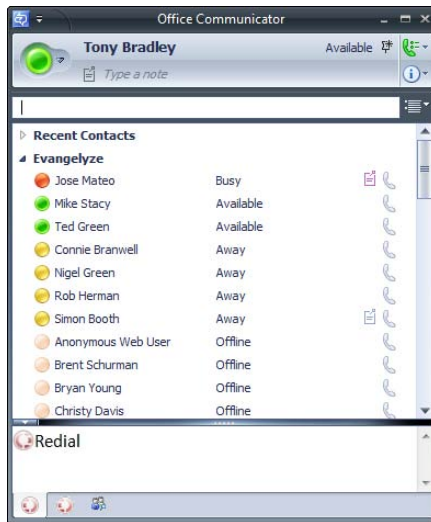 Office Communicator
Tony Bradley Available
Type a note
Recent Contacts
Evangelyze
Jose Mateo Busy
Mike Stacy Available
Ted Green Available
Connie Branwell Away
Nigel Green Away
Rob Herman Away
Simon Booth Away
Anonymous Web User Offline
Brent Schurman Offline
Bryan Young Offline
Christy Davis Offline
Redial